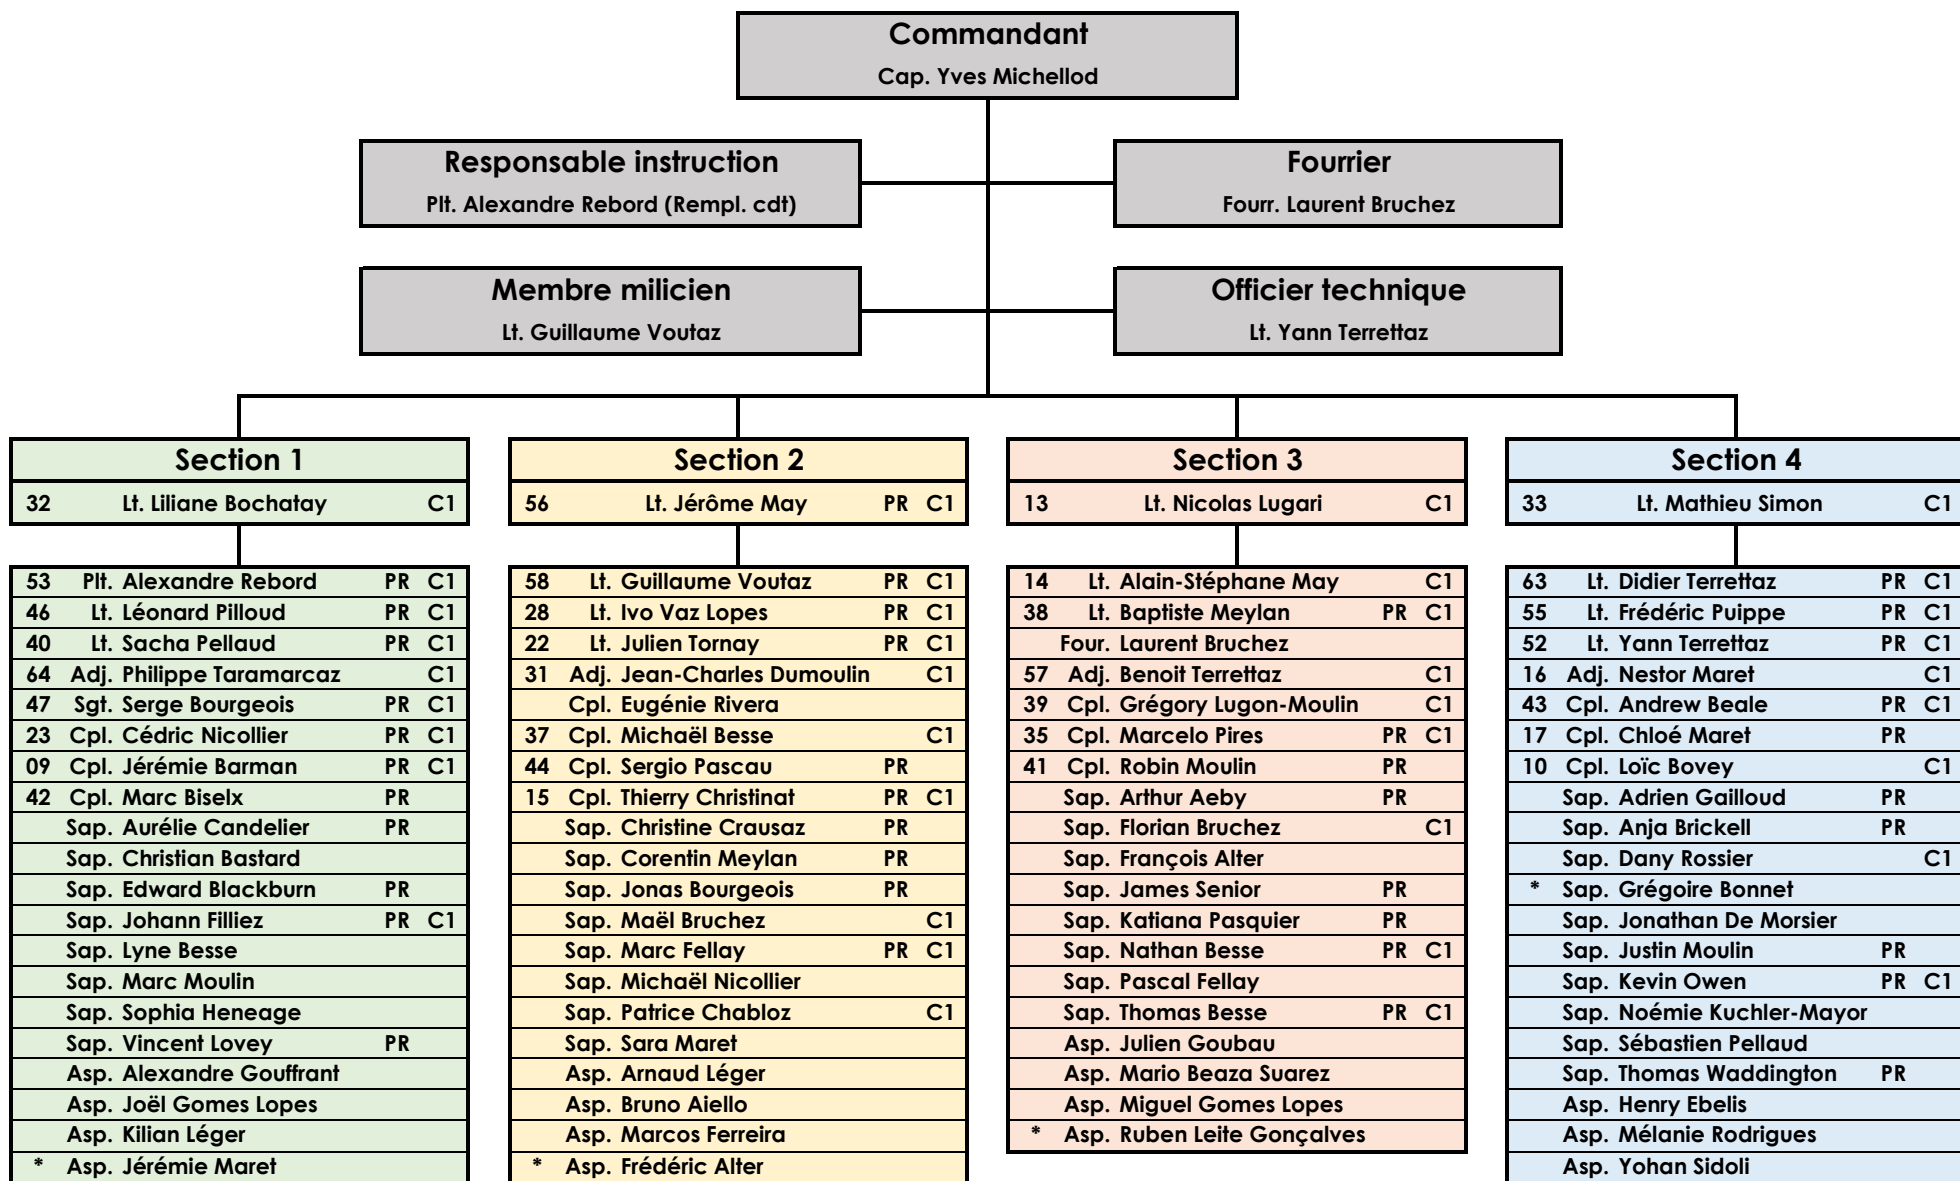 Commandant
Cap. Yves Michellod
Responsable instruction
Plt. Alexandre Rebord (Rempl. cdt)
Fourrier
Fourr. Laurent Bruchez
Membre milicien
Lt. Guillaume Voutaz
Officier technique
Lt. Yann Terrettaz
Section 1
32 Lt. Liliane Bochatay C1
53 Plt. Alexandre Rebord PR C1
46 Lt. Léonard Pilloud PR C1
40 Lt. Sacha Pellaud PR C1
64 Adj. Philippe Taramarcaz C1
47 Sgt. Serge Bourgeois PR C1
23 Cpl. Cédric Nicollier PR C1
09 Cpl. Jérémie Barman PR C1
42 Cpl. Marc Biselx PR
Sap. Aurélie Candelier PR
Sap. Christian Bastard
Sap. Edward Blackburn PR
Sap. Johann Filliez PR C1
Sap. Lyne Besse
Sap. Marc Moulin
Sap. Sophia Heneage
Sap. Vincent Lovey PR
Asp. Alexandre Gouffrant
Asp. Joël Gomes Lopes
Asp. Kilian Léger
* Asp. Jérémie Maret
Section 2
56 Lt. Jérôme May PR C1
58 Lt. Guillaume Voutaz PR C1
28 Lt. Ivo Vaz Lopes PR C1
22 Lt. Julien Tornay PR C1
31 Adj. Jean-Charles Dumoulin C1
Cpl. Eugénie Rivera
37 Cpl. Michaël Besse C1
44 Cpl. Sergio Pascau PR
15 Cpl. Thierry Christinat PR C1
Sap. Christine Crausaz PR
Sap. Corentin Meylan PR
Sap. Jonas Bourgeois PR
Sap. Maël Bruchez C1
Sap. Marc Fellay PR C1
Sap. Michaël Nicollier
Sap. Patrice Chabloz C1
Sap. Sara Maret
Asp. Arnaud Léger
Asp. Bruno Aiello
Asp. Marcos Ferreira
* Asp. Frédéric Alter
Section 3
13 Lt. Nicolas Lugari C1
14 Lt. Alain-Stéphane May C1
38 Lt. Baptiste Meylan PR C1
Four. Laurent Bruchez
57 Adj. Benoit Terrettaz C1
39 Cpl. Grégory Lugon-Moulin C1
35 Cpl. Marcelo Pires PR C1
41 Cpl. Robin Moulin PR
Sap. Arthur Aeby PR
Sap. Florian Bruchez C1
Sap. François Alter
Sap. James Senior PR
Sap. Katiana Pasquier PR
Sap. Nathan Besse PR C1
Sap. Pascal Fellay
Sap. Thomas Besse PR C1
Asp. Julien Goubau
Asp. Mario Beaza Suarez
Asp. Miguel Gomes Lopes
* Asp. Ruben Leite Gonçalves
Section 4
33 Lt. Mathieu Simon C1
63 Lt. Didier Terrettaz PR C1
55 Lt. Frédéric Puippe PR C1
52 Lt. Yann Terrettaz PR C1
16 Adj. Nestor Maret C1
43 Cpl. Andrew Beale PR C1
17 Cpl. Chloé Maret PR
10 Cpl. Loïc Bovey C1
Sap. Adrien Gailloud PR
Sap. Anja Brickell PR
Sap. Dany Rossier C1
* Sap. Grégoire Bonnet
Sap. Jonathan De Morsier
Sap. Justin Moulin PR
Sap. Kevin Owen PR C1
Sap. Noémie Kuchler-Mayor
Sap. Sébastien Pellaud
Sap. Thomas Waddington PR
Asp. Henry Ebelis
Asp. Mélanie Rodrigues
Asp. Yohan Sidoli